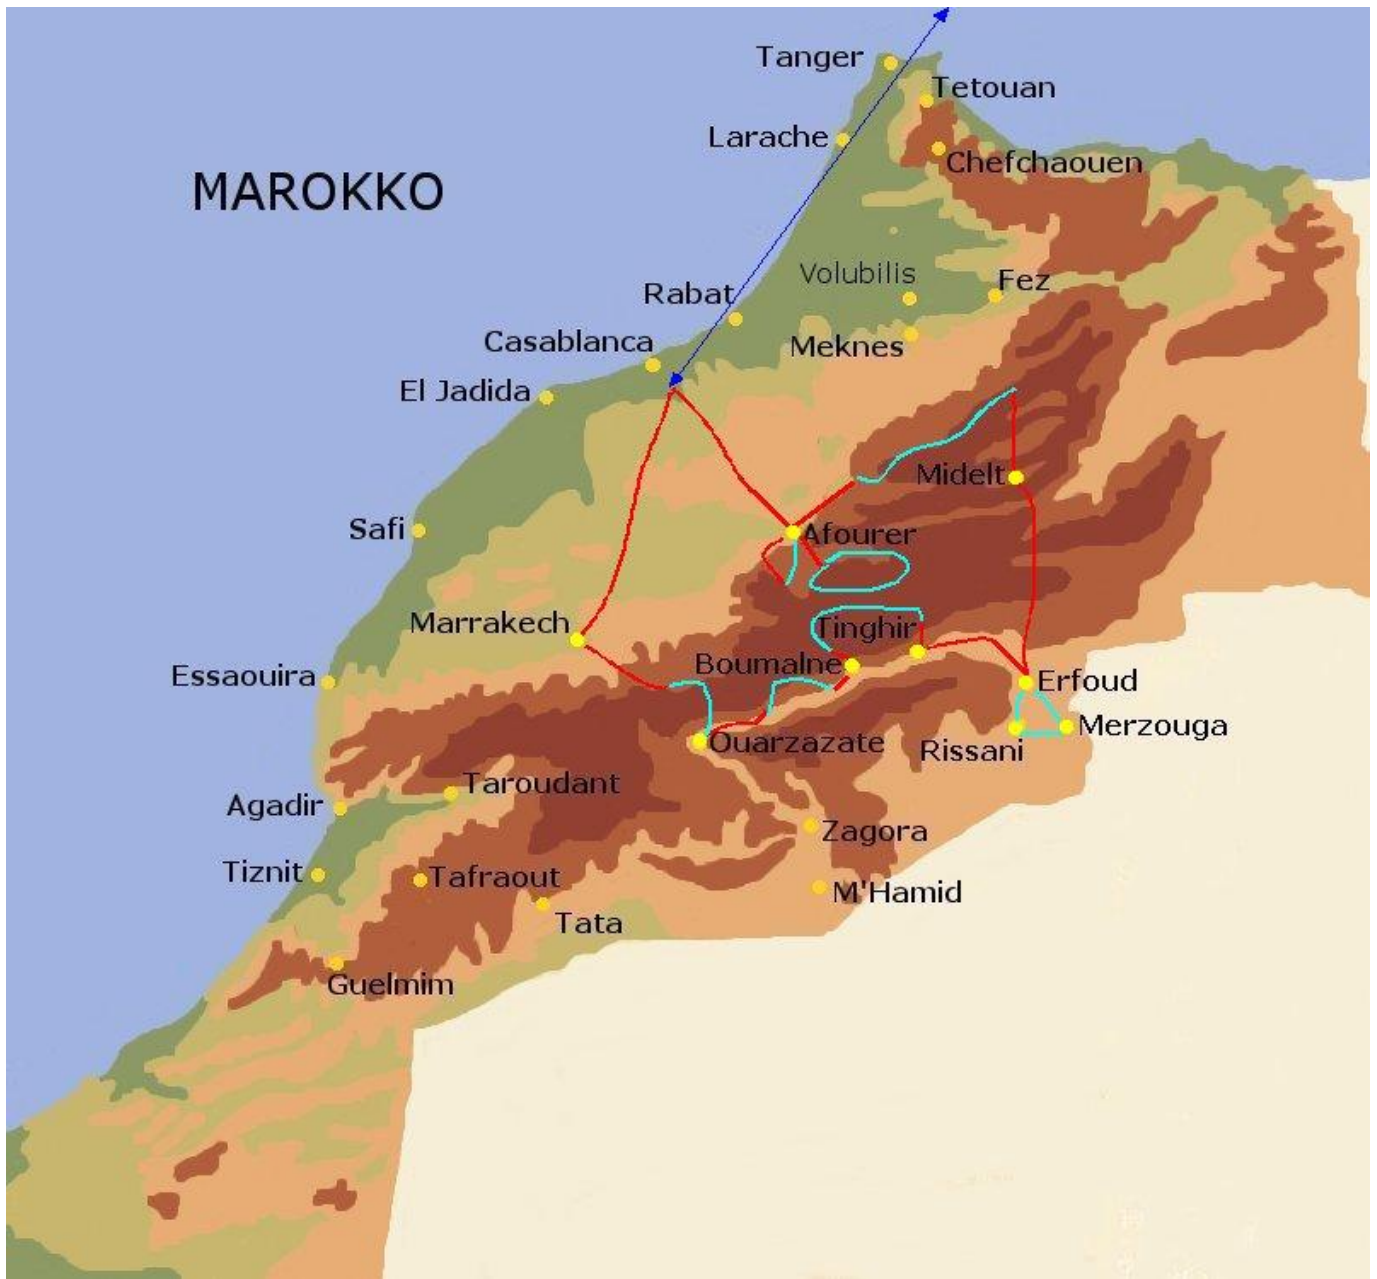 Tanger
Tetouan
Larache
Chefchaouen
MAROKKO
Volubilis
Fez
Rabat
Casablanca
Meknes
El Jadida
Midelt
Safi
Afourer
Marrakech
Tinghir
Boumalne
Essaouira
Erfoud
Merzouga
Ouarzazate
Rissani
Taroudant
Agadir
Zagora
Tiznit
Tafraout
M'Hamid
Tata
Guelmim